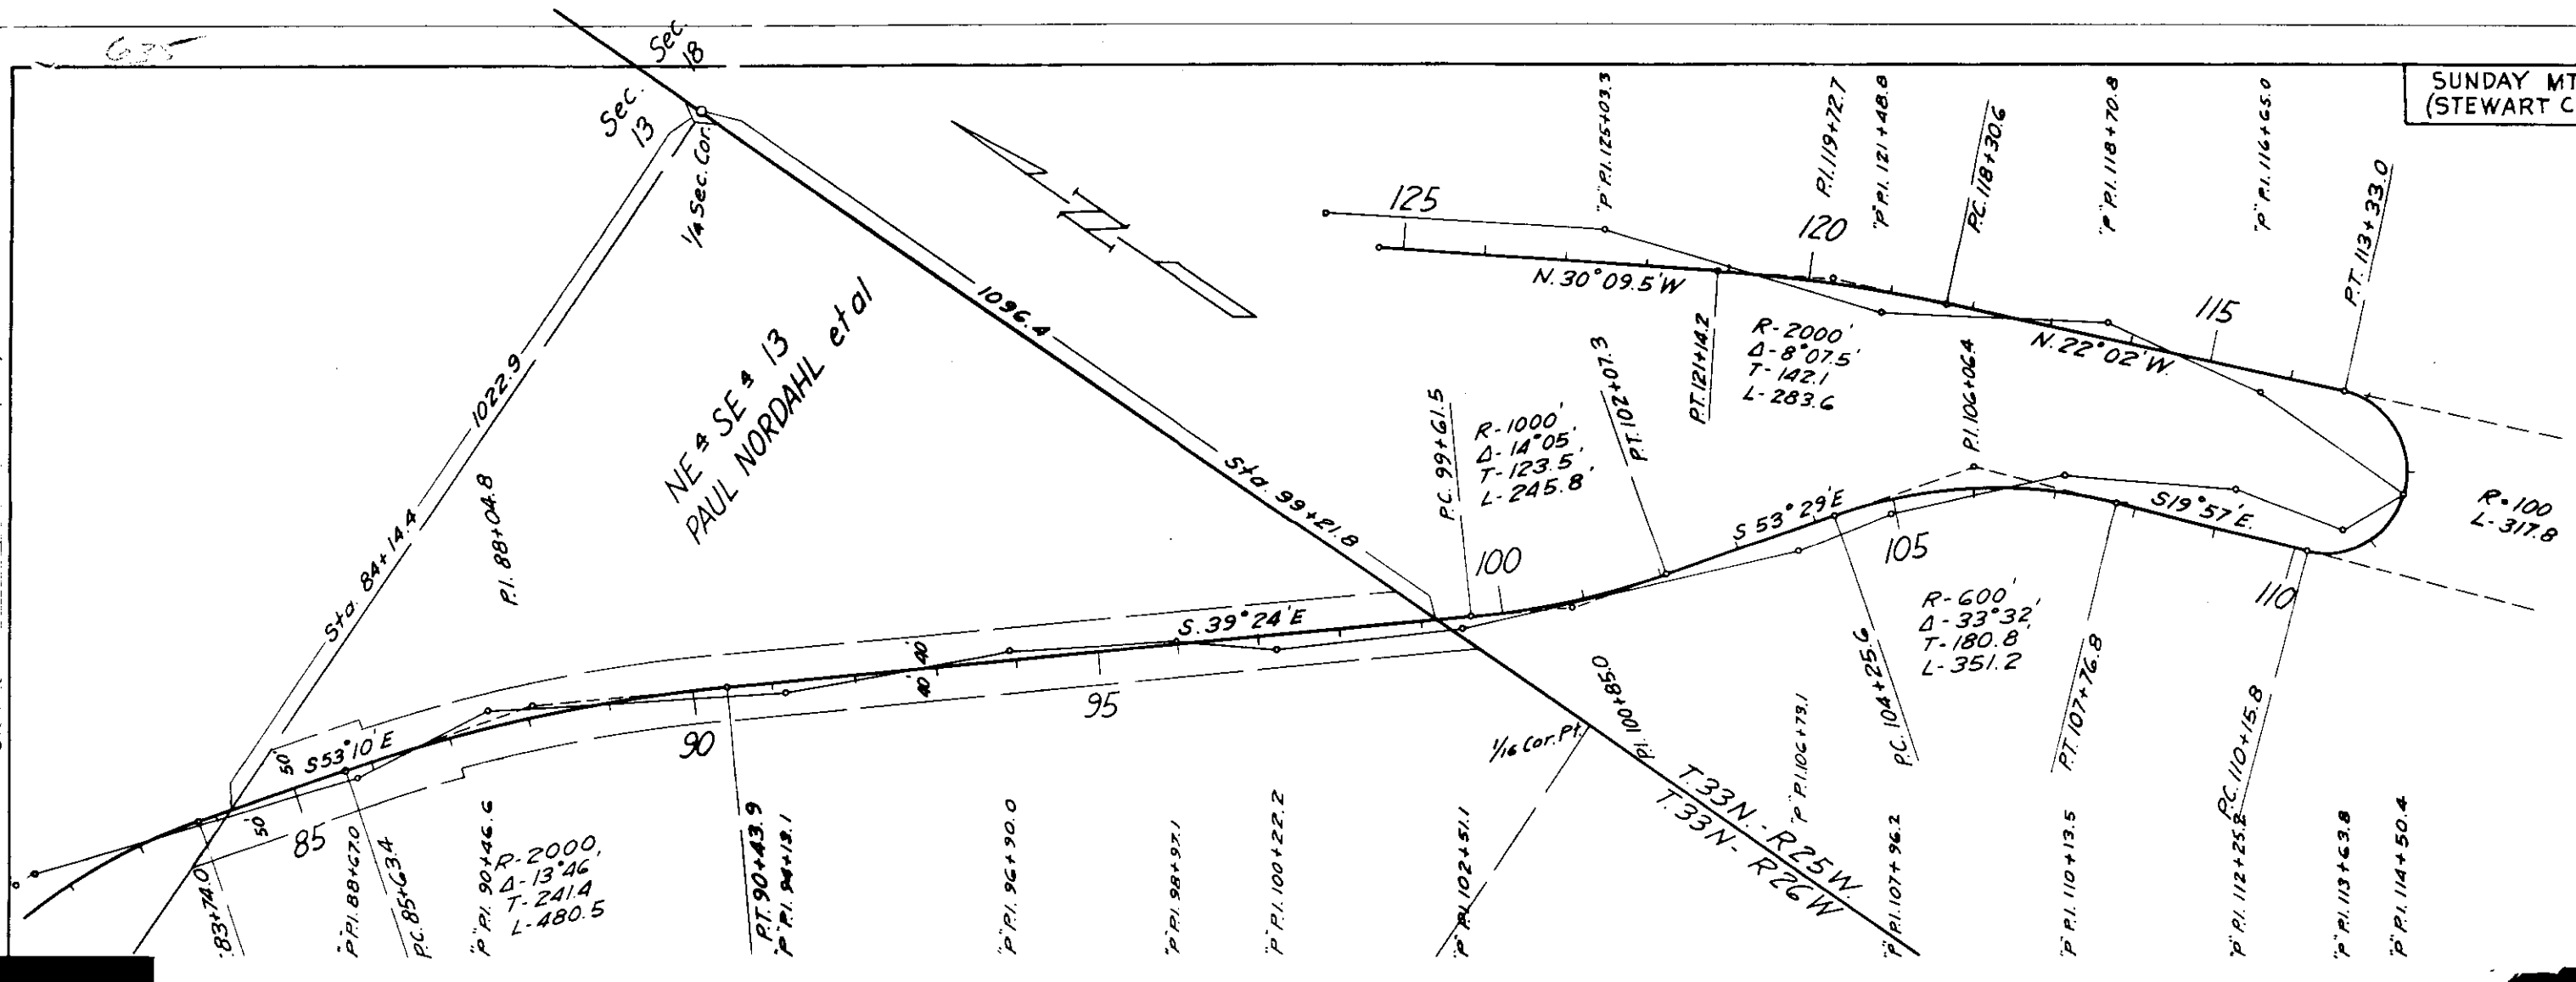 635
SUNDAY MT
(STEWART C
Sec.
18
Sec.
13
1/4 Sec. Cor.
1022.9
Sta. 84+14.4
1096.4
Sta. 99+21.8
NE 4 SE 4 13
PAUL NORDAHL et al
N
P.I. 88+04.8
S 53°10' E
50'
50'
85
40'
40'
90
95
S. 39°24' E
100
105
110
115
120
125
"P" P.I. 125+03.3
P.I. 119+72.7
"P" P.I. 121+48.8
P.C. 118+30.6
"P" P.I. 118+70.8
"P" P.I. 116+65.0
P.T. 113+33.0
N. 30°09.5' W
N. 22°02' W.
P.T. 121+14.2
R-2000'
Δ-8°07.5'
T-142.1
L-283.6
P.C. 99+61.5
R-1000'
Δ-14°05'
T-123.5'
L-245.8'
P.T. 102+07.3
S 53°29' E
P.I. 106+06.4
S 19°57' E.
R-100
L-317.8
R-600'
Δ-33°32'
T-180.8'
L-351.2
P.I. 100+85.0
1/16 Cor. Pt.
T.33N.-R25W.
T.33N-R26W
"P" P.I. 106+73.1
P.C. 104+25.6
P.T. 107+76.8
P.C. 110+15.8
83+74.0
"P" P.I. 88+67.0
P.C. 85+63.4
"P" P.I. 90+46.6
R-2000'
Δ-13°46'
T-241.4
L-480.5
P.T. 90+43.9
"P" P.I. 94+13.1
"P" P.I. 96+90.0
"P" P.I. 98+97.1
"P" P.I. 100+22.2
"P" P.I. 102+51.1
"P" P.I. 107+96.2
"P" P.I. 110+13.5
"P" P.I. 112+25.2
"P" P.I. 113+63.8
"P" P.I. 114+50.4